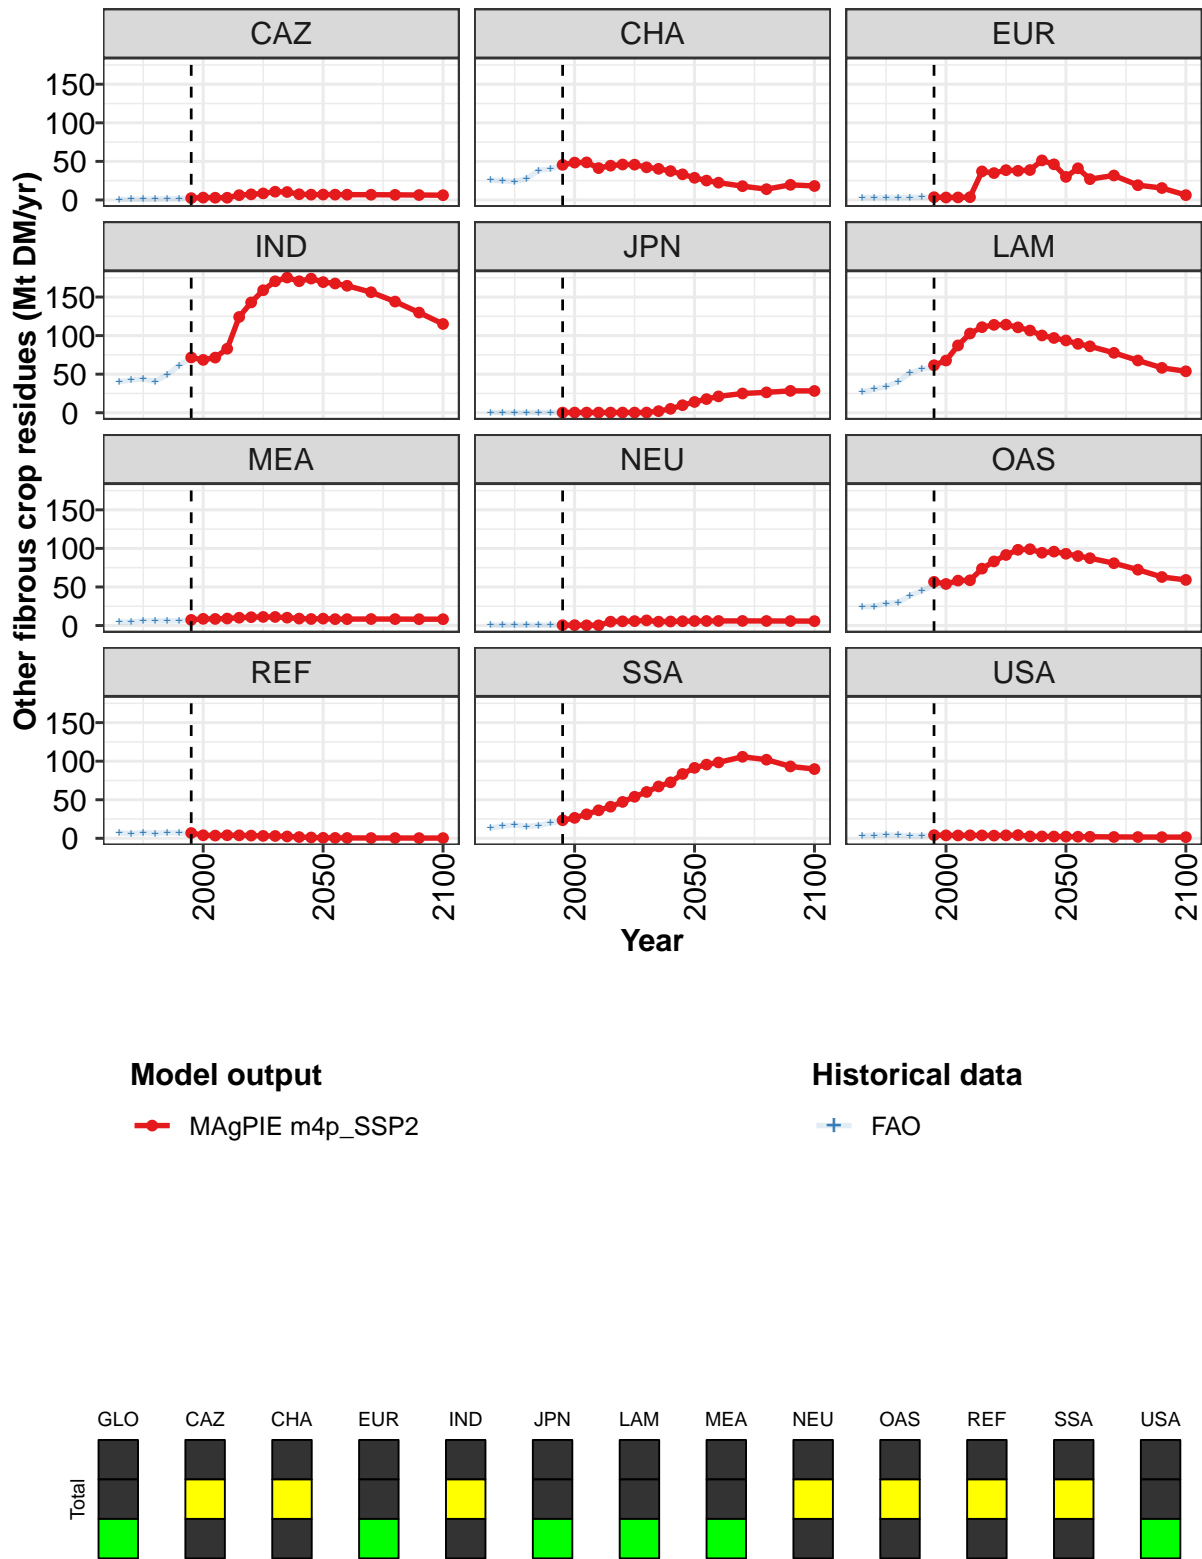 CAZ CHA EUR
150
100
50
0
IND JPN LAM
150
100
50
0
MEA NEU OAS
150
100
50
0
REF SSA USA
150
100
50
0
Other fibrous crop residues (Mt DM/yr)
2000 2050 2100 2000 2050 2100 2000 2050 2100
Year
Model output Historical data
MAgPIE m4p_SSP2 FAO
GLO CAZ CHA EUR IND JPN LAM MEA NEU OAS REF SSA USA
Total